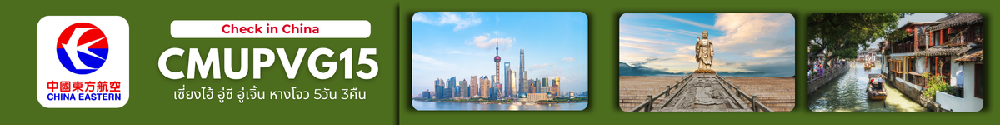 中國東方航空
CHINA EASTERN
Check in China
CMUPVG15
เซี่ยงไฮ้ อู่ซี อู่เจิ้น หางโจว 5วัน 3คืน